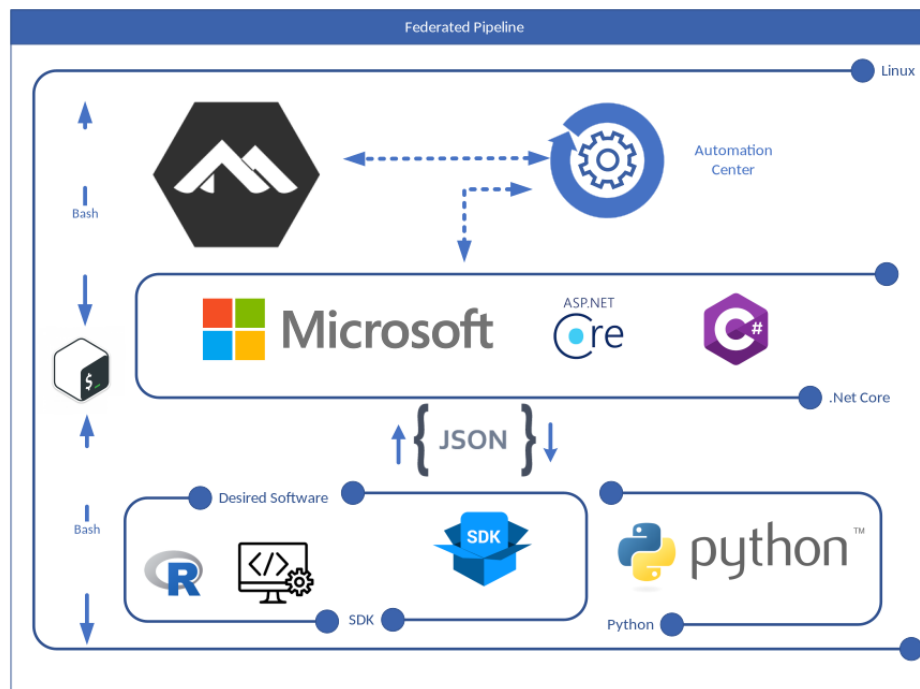 Federated Pipeline
Linux
Automation
Center
Bash
Microsoft
ASP.NET
Core
C#
$_
.Net Core
{ JSON }
Desired Software
Bash
SDK
R
</>
python™
SDK
Python